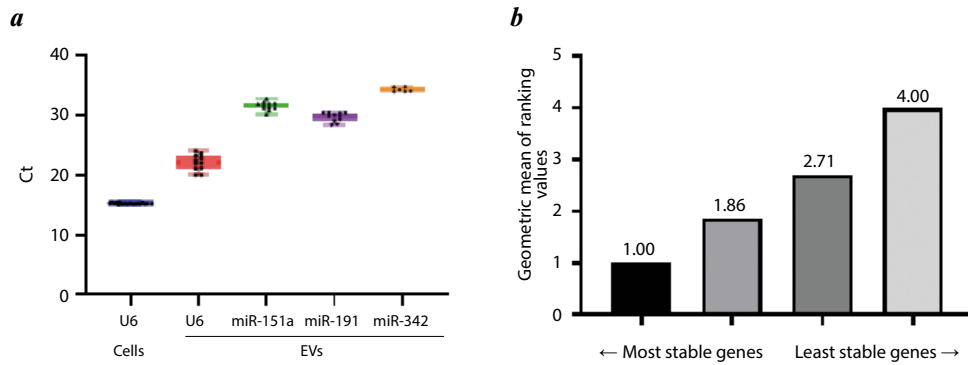 a
40
30
20
10
0
Ct
U6 U6 miR-151a miR-191 miR-342
Cells EVs
b
5
4
3
2
1
0
Geometric mean of ranking
values
1.00
1.86
2.71
4.00
← Most stable genes Least stable genes →